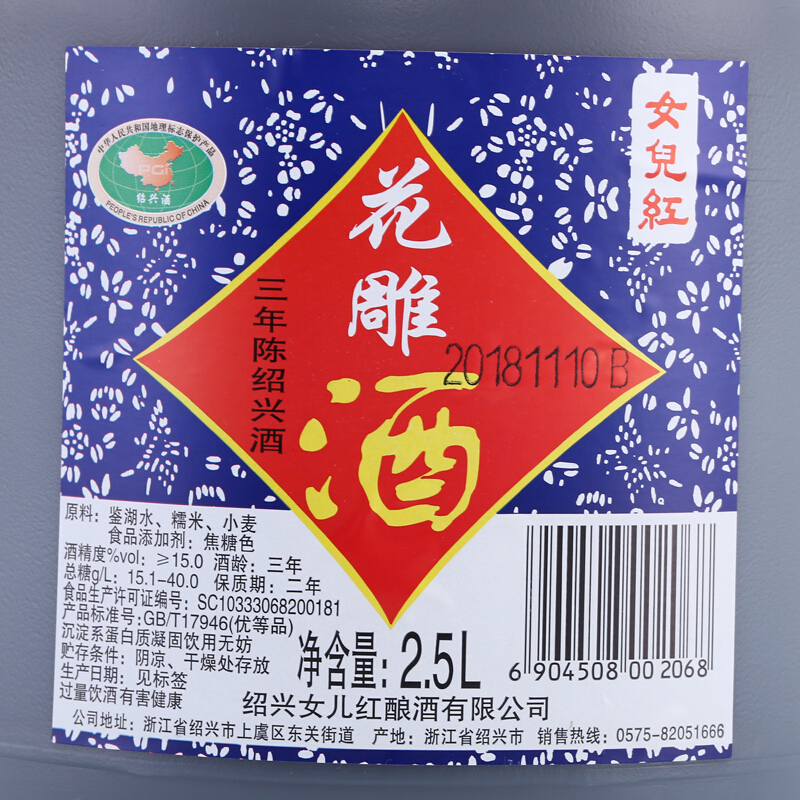 中华人民共和国地理标志保护产品
PGI
绍兴酒
PEOPLE'S REPUBLIC OF CHINA
女兒紅
花雕
酒
三年陈绍兴酒
20181110B
原料：鉴湖水、糯米、小麦
食品添加剂：焦糖色
酒精度%vol：≥15.0 酒龄：三年
总糖g/L：15.1-40.0 保质期：二年
食品生产许可证编号：SC10333068200181
产品标准号:GB/T17946(优等品)
沉淀系蛋白质凝固饮用无妨
贮存条件：阴凉、干燥处存放
生产日期：见标签
过量饮酒有害健康
净含量：2.5L
6 904508 002068
绍兴女儿红酿酒有限公司
公司地址：浙江省绍兴市上虞区东关街道 产地：浙江省绍兴市 销售热线：0575-82051666